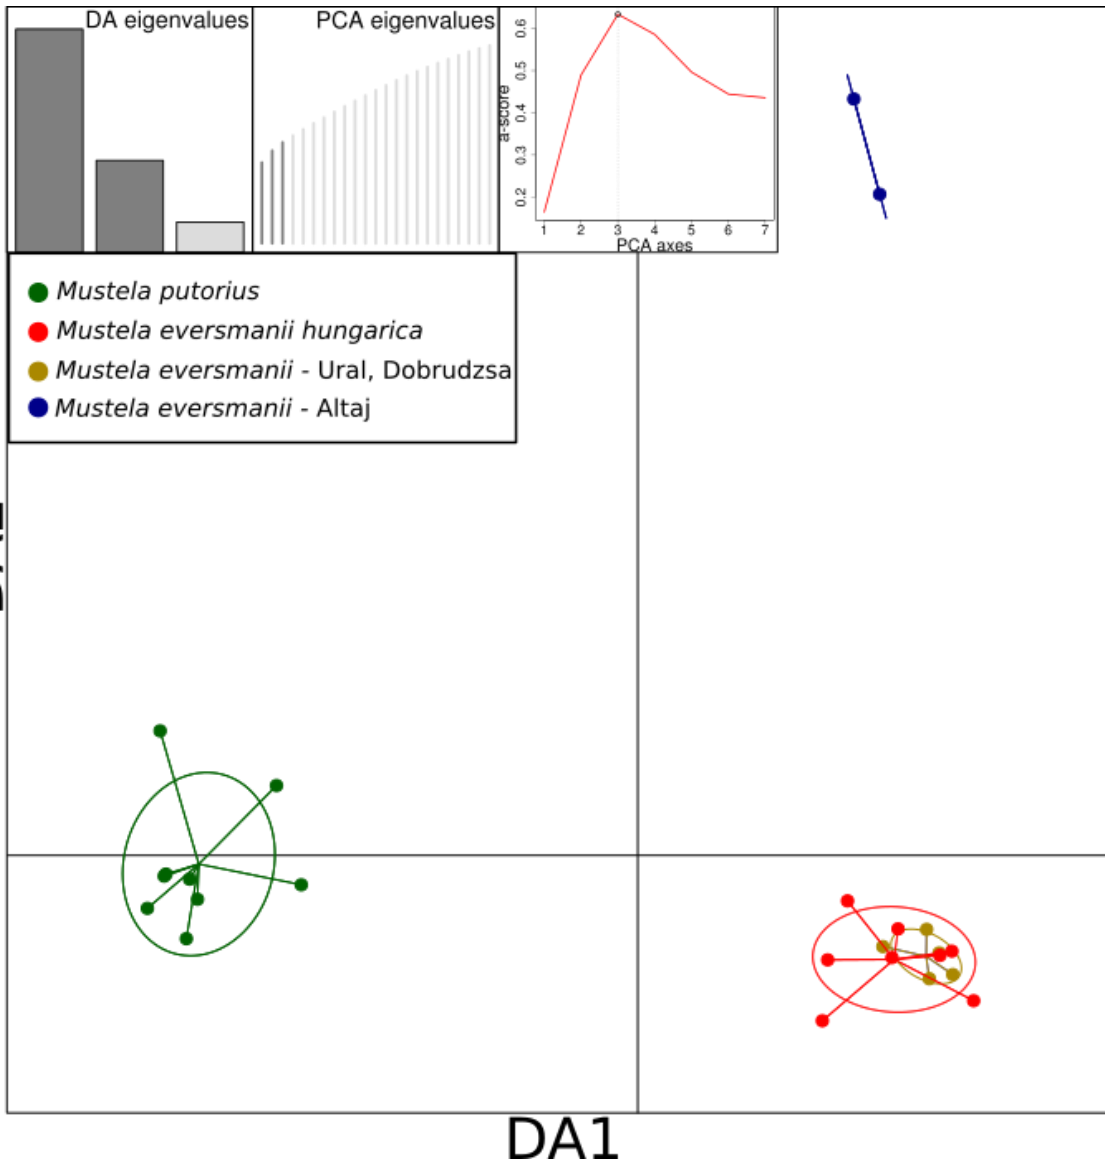 DA eigenvalues
PCA eigenvalues
a-score
0.6
0.5
0.4
0.3
0.2
1 2 3 4 5 6 7
PCA axes
Mustela putorius
Mustela eversmanii hungarica
Mustela eversmanii - Ural, Dobrudzsa
Mustela eversmanii - Altaj
DA1